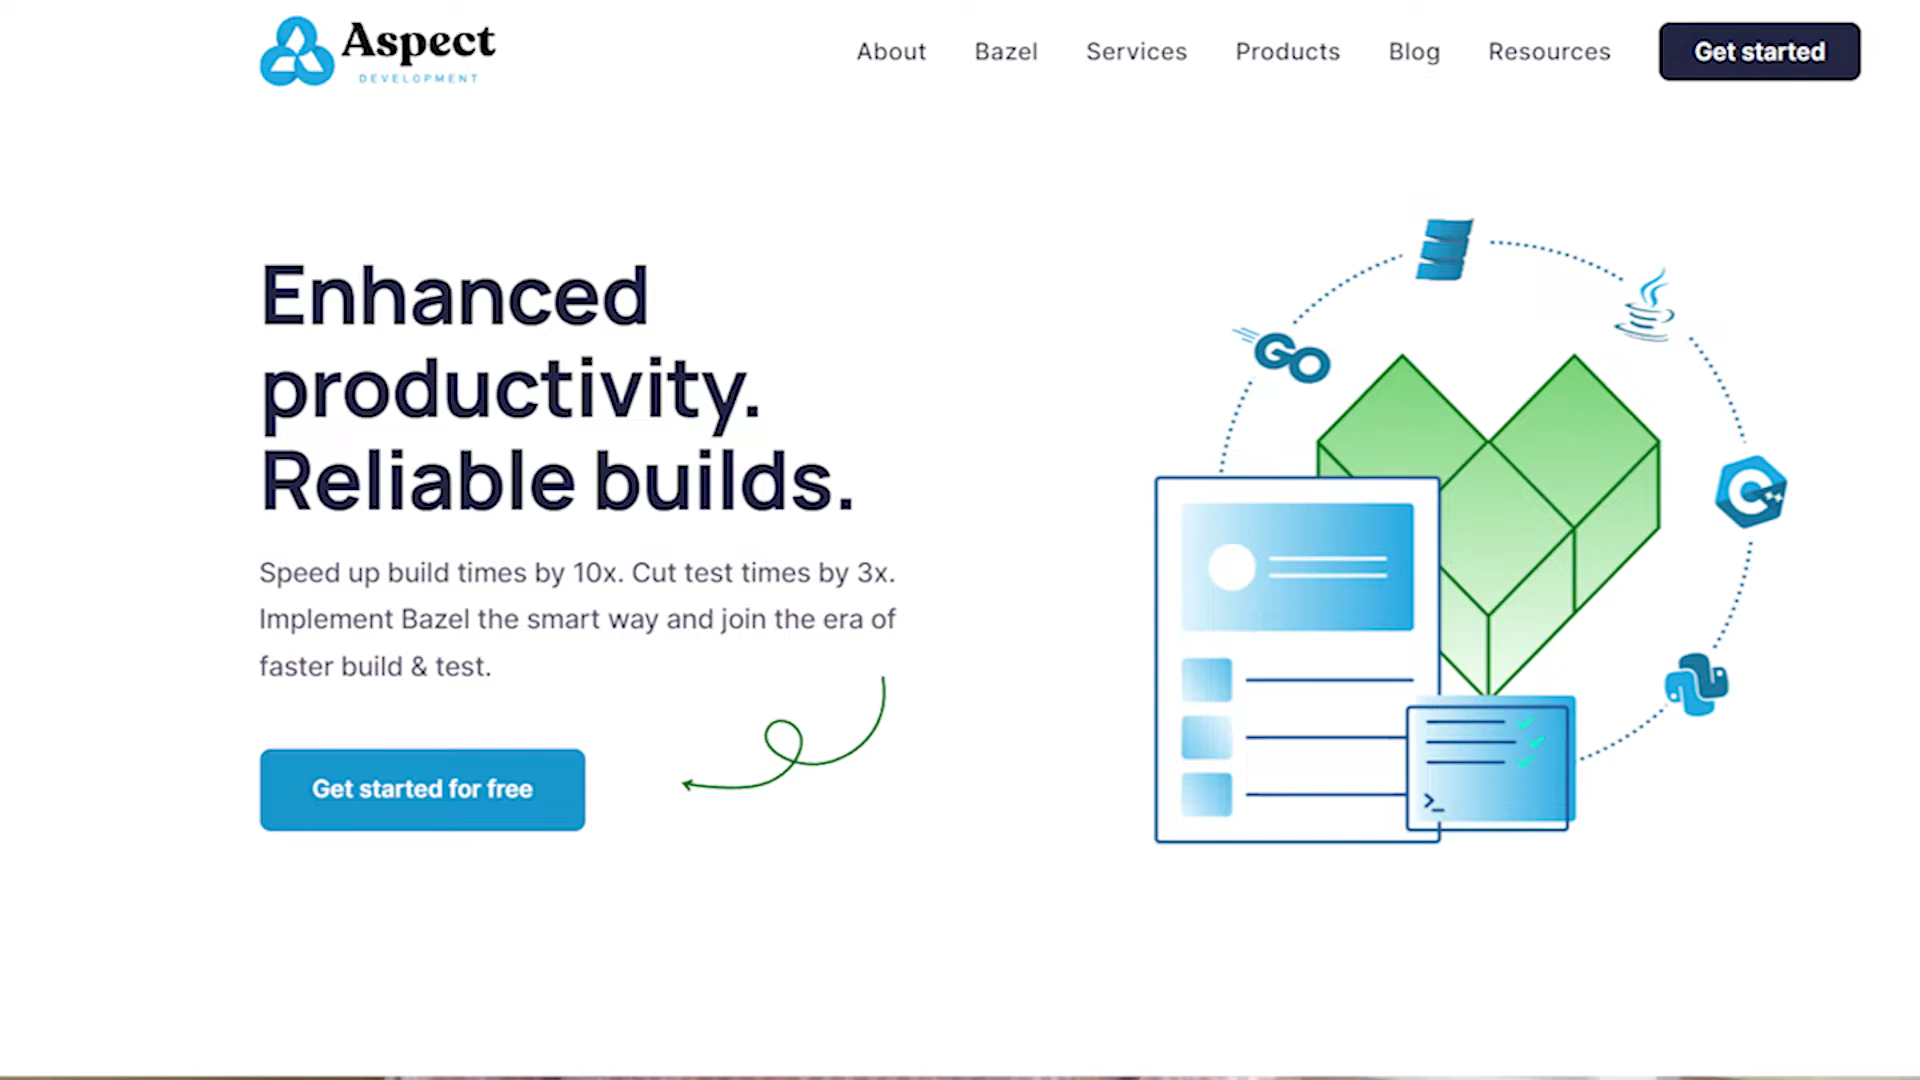 Aspect
DEVELOPMENT
About Bazel Services Products Blog Resources Get started
Enhanced
productivity.
Reliable builds.
Speed up build times by 10x. Cut test times by 3x.
Implement Bazel the smart way and join the era of
faster build & test.
Get started for free
GO
C++
>_